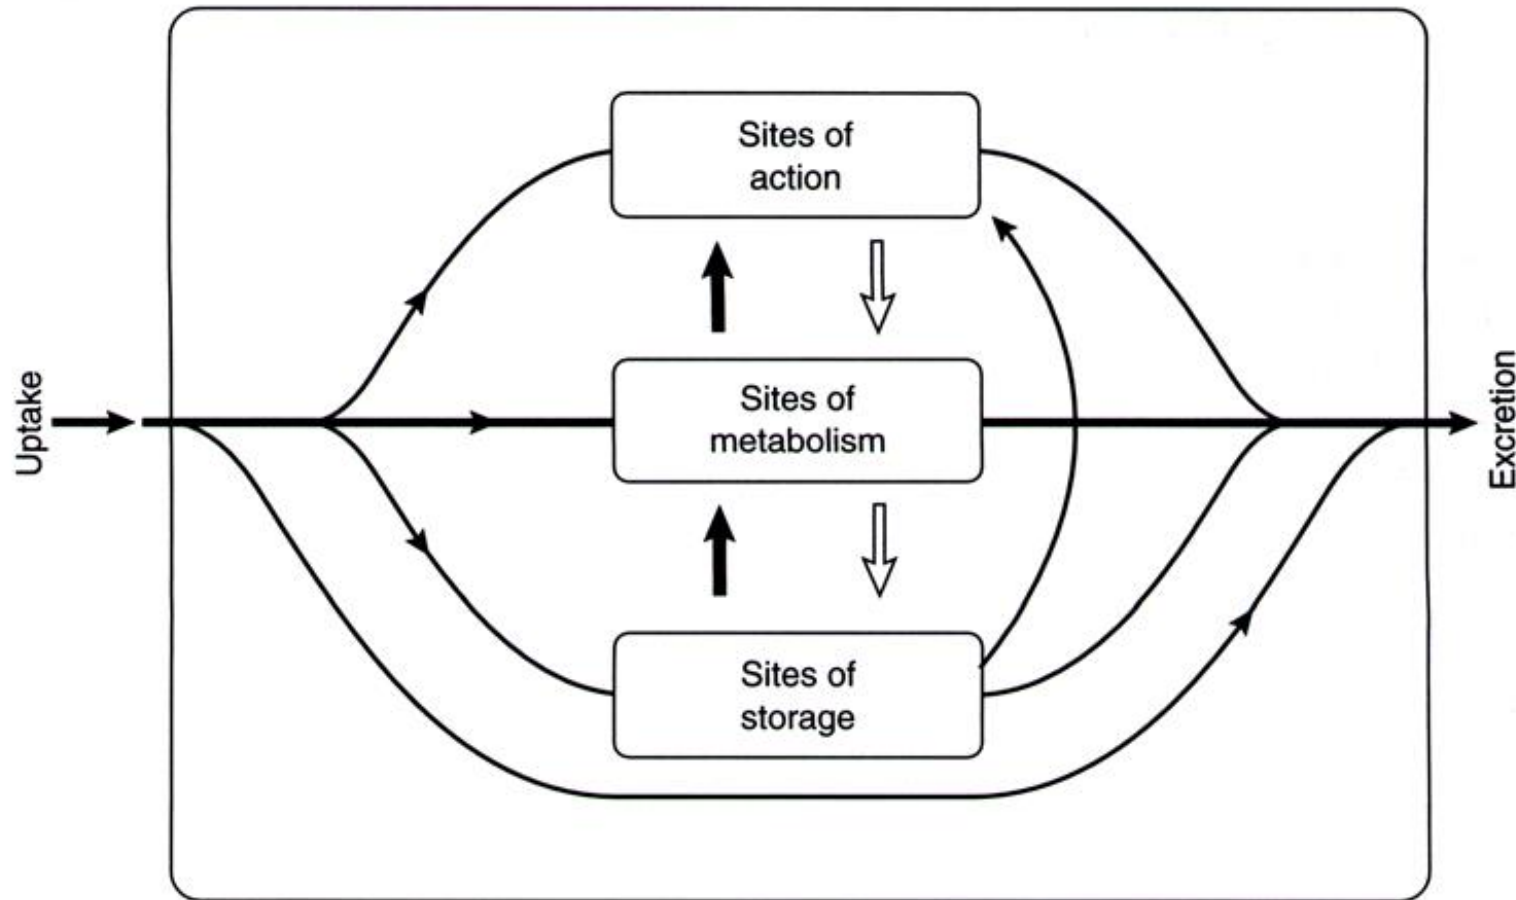 Uptake
Sites of
action
Sites of
metabolism
Sites of
storage
Excretion